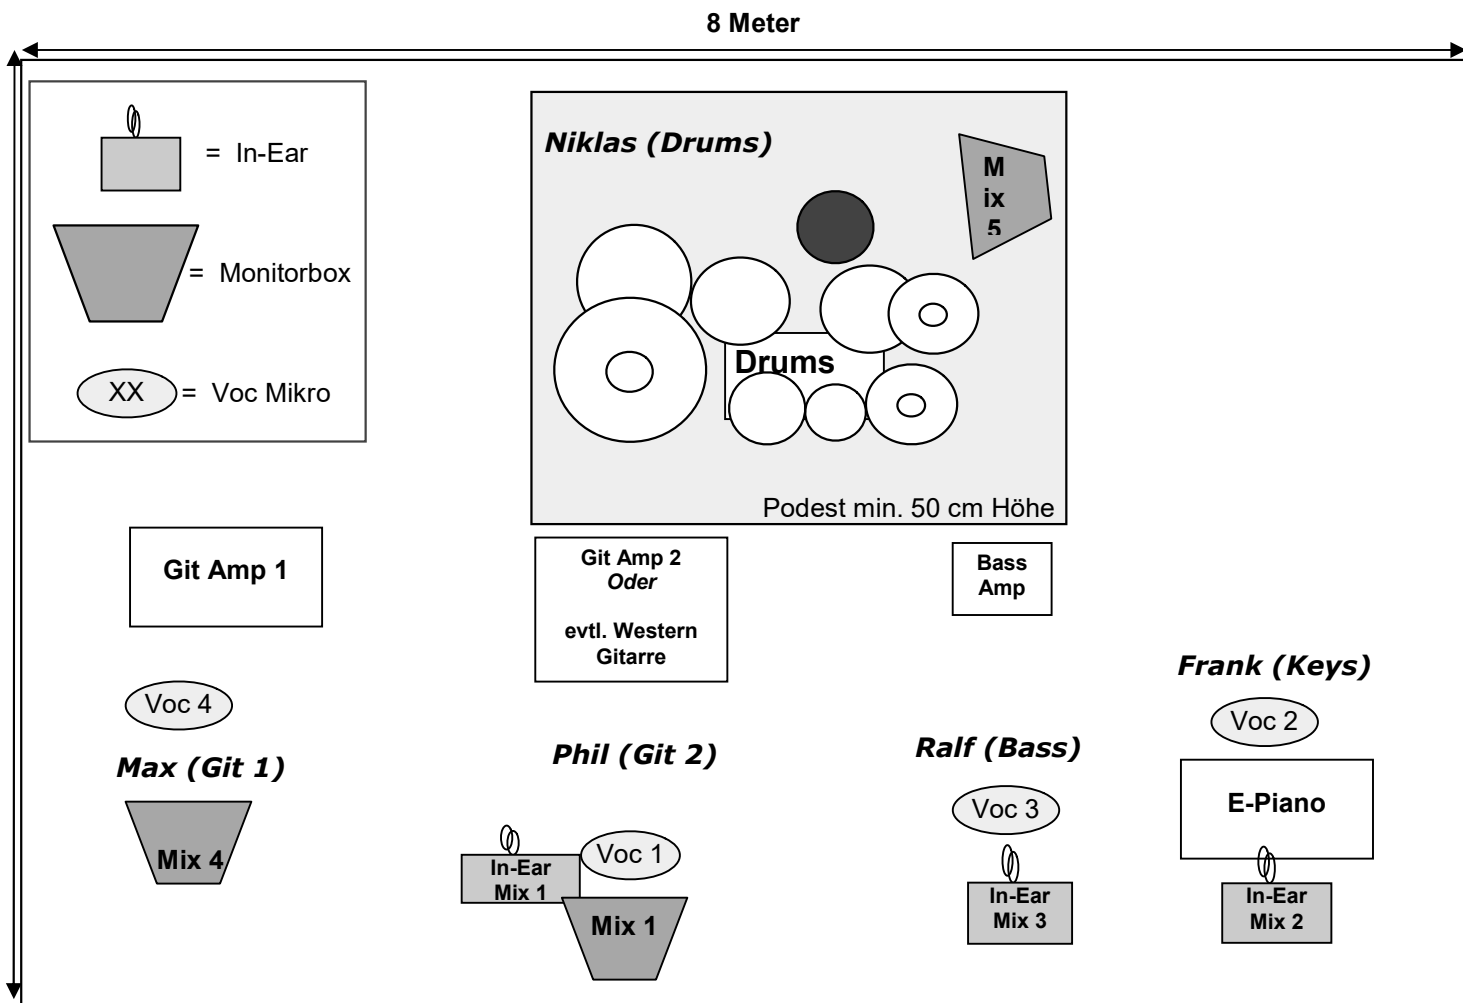 8 Meter
= In-Ear
= Monitorbox
XX = Voc Mikro
Niklas (Drums)
M
ix
5
Drums
Podest min. 50 cm Höhe
Git Amp 1
Git Amp 2
Oder
evtl. Western
Gitarre
Bass
Amp
Voc 4
Max (Git 1)
Mix 4
Phil (Git 2)
In-Ear
Mix 1
Voc 1
Mix 1
Ralf (Bass)
Voc 3
In-Ear
Mix 3
Frank (Keys)
Voc 2
E-Piano
In-Ear
Mix 2